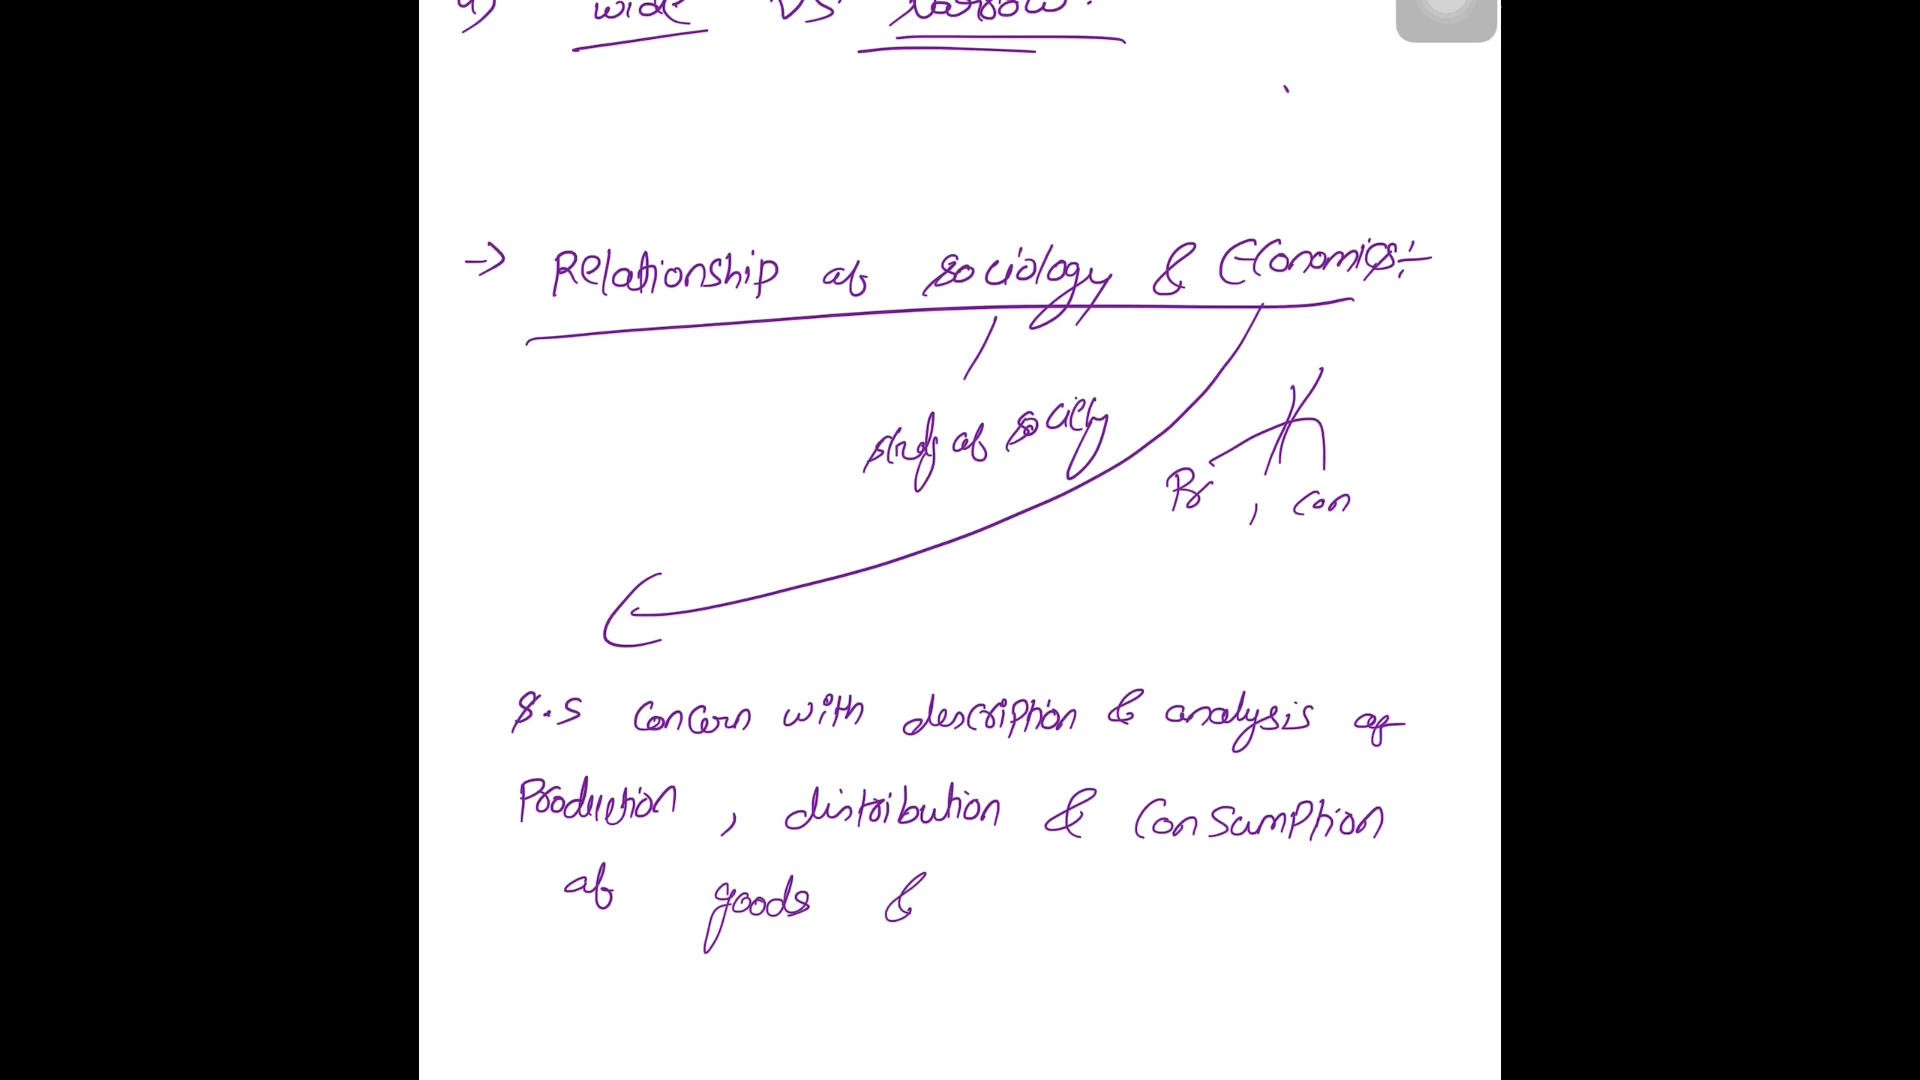 4) wide vs narrow:
→ Relationship of sociology & Economics:-
study of society
Pr , con
g.s concern with description & analysis of
Production , distribution & Consumption
of goods &